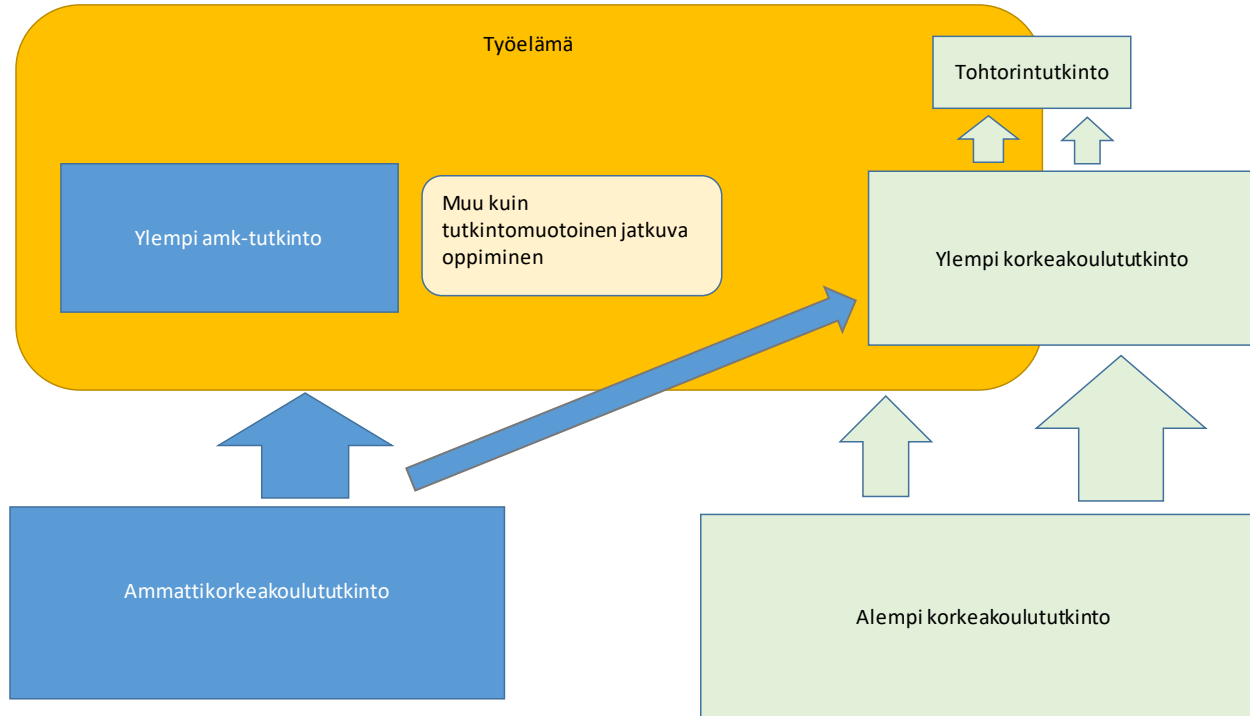 Työelämä
Tohtorintutkinto
Ylempi amk-tutkinto
Muu kuin
tutkintomuotoinen jatkuva
oppiminen
Ylempi korkeakoulututkinto
Ammattikorkeakoulututkinto
Alempi korkeakoulututkinto